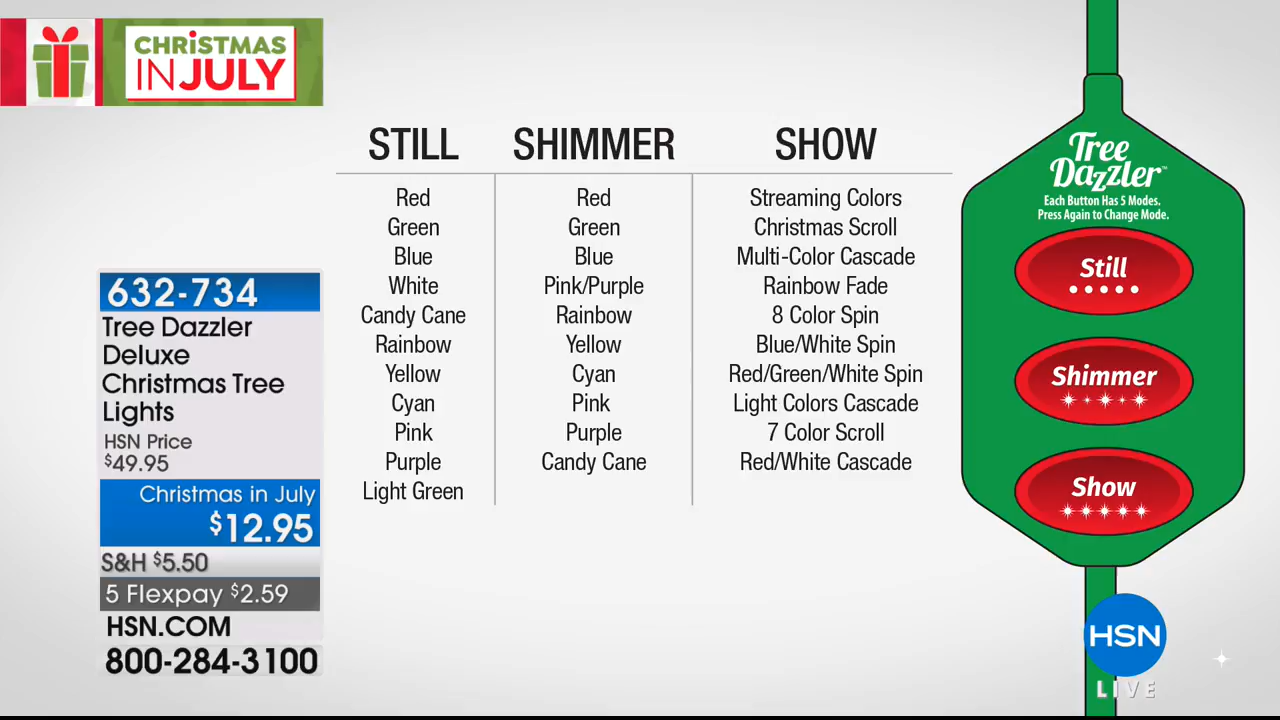 CHRISTMAS
IN JULY
STILL SHIMMER SHOW
Red Red Streaming Colors
Green Green Christmas Scroll
Blue Blue Multi-Color Cascade
White Pink/Purple Rainbow Fade
Candy Cane Rainbow 8 Color Spin
Rainbow Yellow Blue/White Spin
Yellow Cyan Red/Green/White Spin
Cyan Pink Light Colors Cascade
Pink Purple 7 Color Scroll
Purple Candy Cane Red/White Cascade
Light Green
Tree
Dazzler™
Each Button Has 5 Modes.
Press Again to Change Mode.
Still
Shimmer
Show
632-734
Tree Dazzler
Deluxe
Christmas Tree
Lights
HSN Price
$49.95
Christmas in July
$12.95
S&H $5.50
5 Flexpay $2.59
HSN.COM
800-284-3100
HSN
LIVE